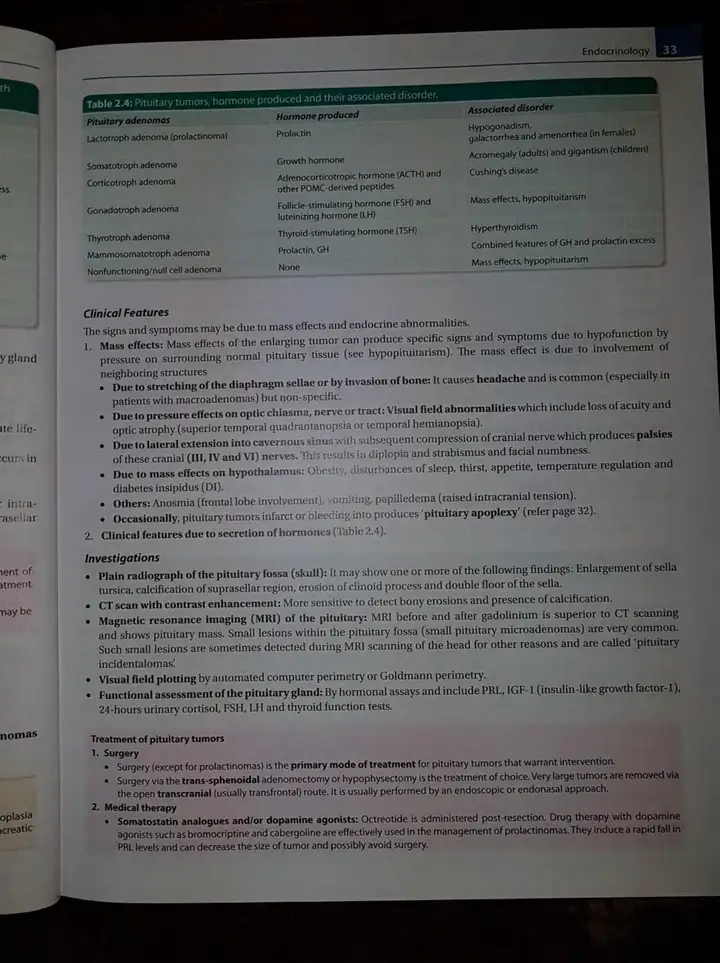 Endocrinology 33
Table 2.4: Pituitary tumors, hormone produced and their associated disorder.
Pituitary adenomas Hormone produced Associated disorder
Lactotroph adenoma (prolactinoma) Prolactin Hypogonadism,
galactorrhea and amenorrhea (in females)
Somatotroph adenoma Growth hormone Acromegaly (adults) and gigantism (children)
Corticotroph adenoma Adrenocorticotropic hormone (ACTH) and Cushing's disease
other POMC-derived peptides
Gonadotroph adenoma Follicle-stimulating hormone (FSH) and Mass effects, hypopituitarism
luteinizing hormone (LH)
Thyrotroph adenoma Thyroid-stimulating hormone (TSH) Hyperthyroidism
Mammosomatotroph adenoma Prolactin, GH Combined features of GH and prolactin excess
Nonfunctioning/null cell adenoma None Mass effects, hypopituitarism
Clinical Features
The signs and symptoms may be due to mass effects and endocrine abnormalities.
1. Mass effects: Mass effects of the enlarging tumor can produce specific signs and symptoms due to hypofunction by
pressure on surrounding normal pituitary tissue (see hypopituitarism). The mass effect is due to involvement of
neighboring structures
• Due to stretching of the diaphragm sellae or by invasion of bone: It causes headache and is common (especially in
patients with macroadenomas) but non-specific.
• Due to pressure effects on optic chiasma, nerve or tract: Visual field abnormalities which include loss of acuity and
optic atrophy (superior temporal quadrantanopsia or temporal hemianopsia).
• Due to lateral extension into cavernous sinus with subsequent compression of cranial nerve which produces palsies
of these cranial (III, IV and VI) nerves. This results in diplopia and strabismus and facial numbness.
• Due to mass effects on hypothalamus: Obesity, disturbances of sleep, thirst, appetite, temperature regulation and
diabetes insipidus (DI).
• Others: Anosmia (frontal lobe involvement), vomiting, papilledema (raised intracranial tension).
• Occasionally, pituitary tumors infarct or bleeding into produces 'pituitary apoplexy' (refer page 32).
2. Clinical features due to secretion of hormones (Table 2.4).
Investigations
• Plain radiograph of the pituitary fossa (skull): It may show one or more of the following findings: Enlargement of sella
tursica, calcification of suprasellar region, erosion of clinoid process and double floor of the sella.
• CT scan with contrast enhancement: More sensitive to detect bony erosions and presence of calcification.
• Magnetic resonance imaging (MRI) of the pituitary: MRI before and after gadolinium is superior to CT scanning
and shows pituitary mass. Small lesions within the pituitary fossa (small pituitary microadenomas) are very common.
Such small lesions are sometimes detected during MRI scanning of the head for other reasons and are called 'pituitary
incidentalomas'.
• Visual field plotting by automated computer perimetry or Goldmann perimetry.
• Functional assessment of the pituitary gland: By hormonal assays and include PRL, IGF-1 (insulin-like growth factor-1),
24-hours urinary cortisol, FSH, LH and thyroid function tests.
Treatment of pituitary tumors
1. Surgery
• Surgery (except for prolactinomas) is the primary mode of treatment for pituitary tumors that warrant intervention.
• Surgery via the trans-sphenoidal adenomectomy or hypophysectomy is the treatment of choice. Very large tumors are removed via
the open transcranial (usually transfrontal) route. It is usually performed by an endoscopic or endonasal approach.
2. Medical therapy
• Somatostatin analogues and/or dopamine agonists: Octreotide is administered post-resection. Drug therapy with dopamine
agonists such as bromocriptine and cabergoline are effectively used in the management of prolactinomas. They induce a rapid fall in
PRL levels and can decrease the size of tumor and possibly avoid surgery.